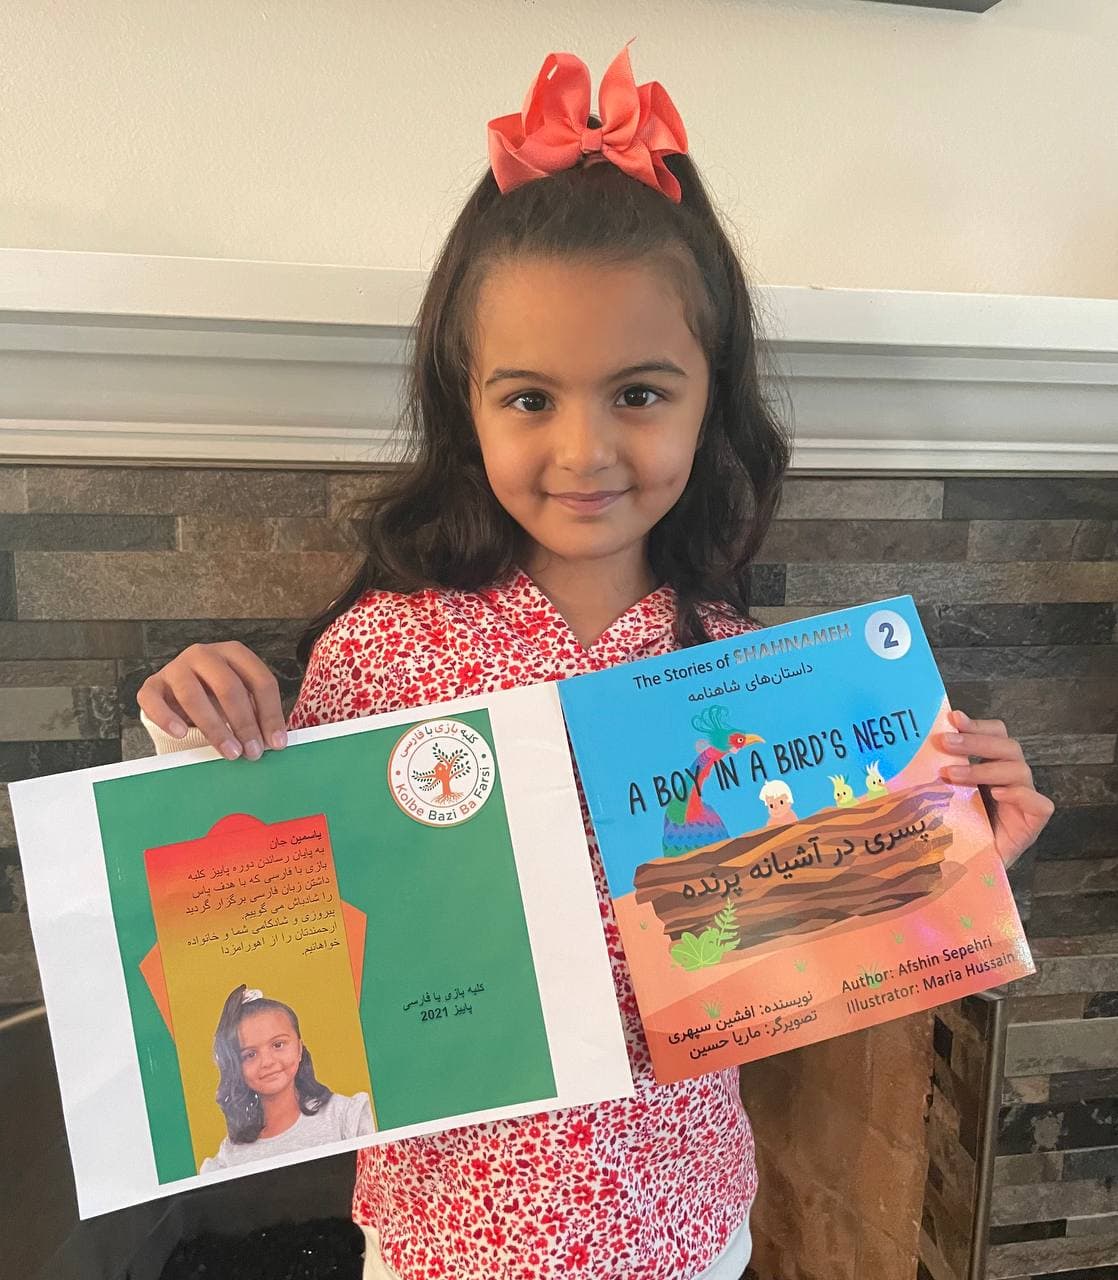 کلبه بازی با فارسی
Kolbe Bazi Ba Farsi
یاسمین جان
به پایان رساندن دوره پاییز کلبه
بازی با فارسی که با هدف پاس
داشتن زبان فارسی برگزار گردید
را شادباش می گوییم.
پیروزی و شادکامی شما و خانواده
ارجمندتان را از اهورامزدا
خواهانیم.
کلبه بازی با فارسی
پاییز 2021
The Stories of SHAHNAMEH
2
داستان‌های شاهنامه
A BOY IN A BIRD'S NEST!
پسری در آشیانه پرنده
Author: Afshin Sepehri
Illustrator: Maria Hussain
نویسنده: افشین سپهری
تصویرگر: ماریا حسین